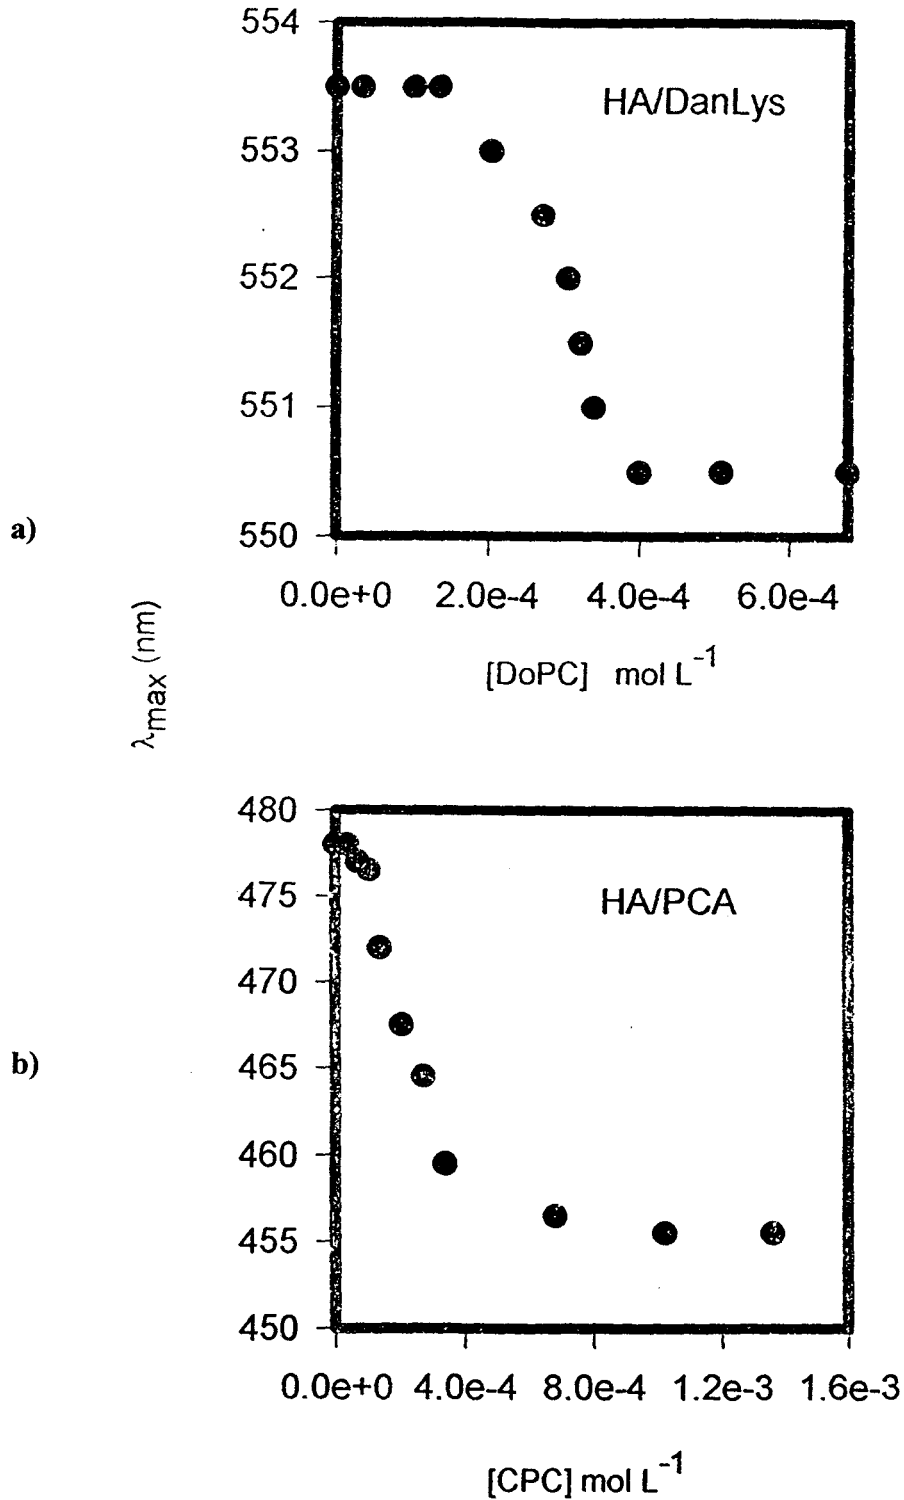 554
HA/DanLys
553
552
551
a)
550
0.0e+0 2.0e-4 4.0e-4 6.0e-4
[DoPC] mol L⁻¹
λmax (nm)
480
HA/PCA
475
470
b)
465
460
455
450
0.0e+0 4.0e-4 8.0e-4 1.2e-3 1.6e-3
[CPC] mol L⁻¹